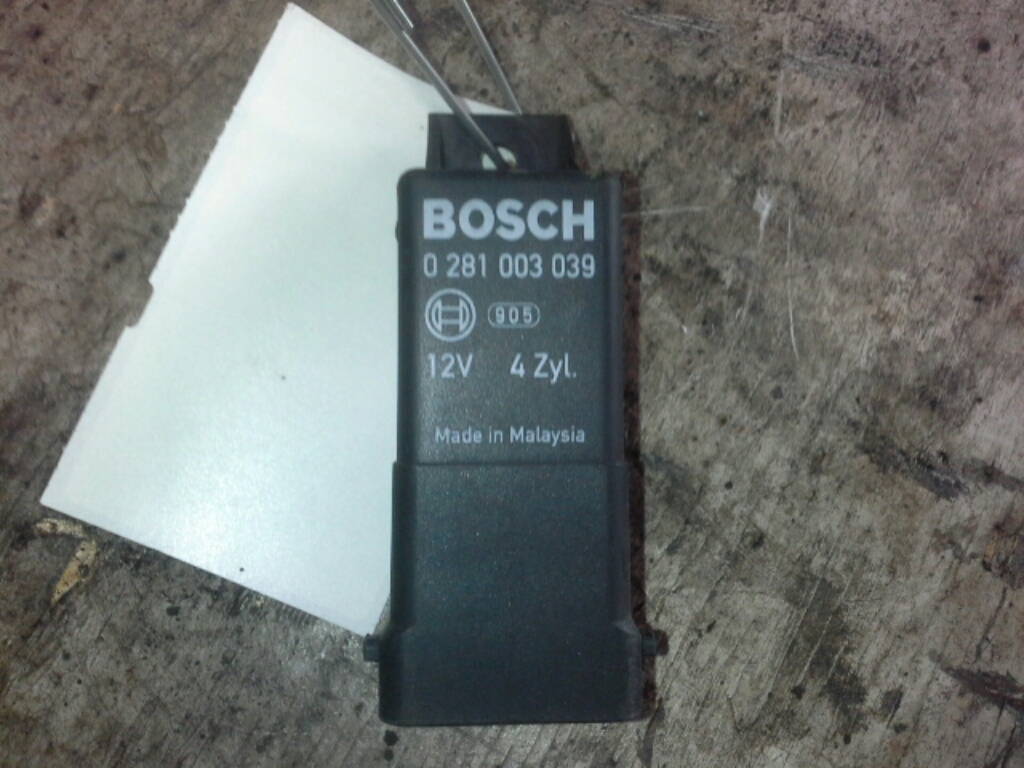 BOSCH
0 281 003 039
905
12V 4 Zyl.
Made in Malaysia